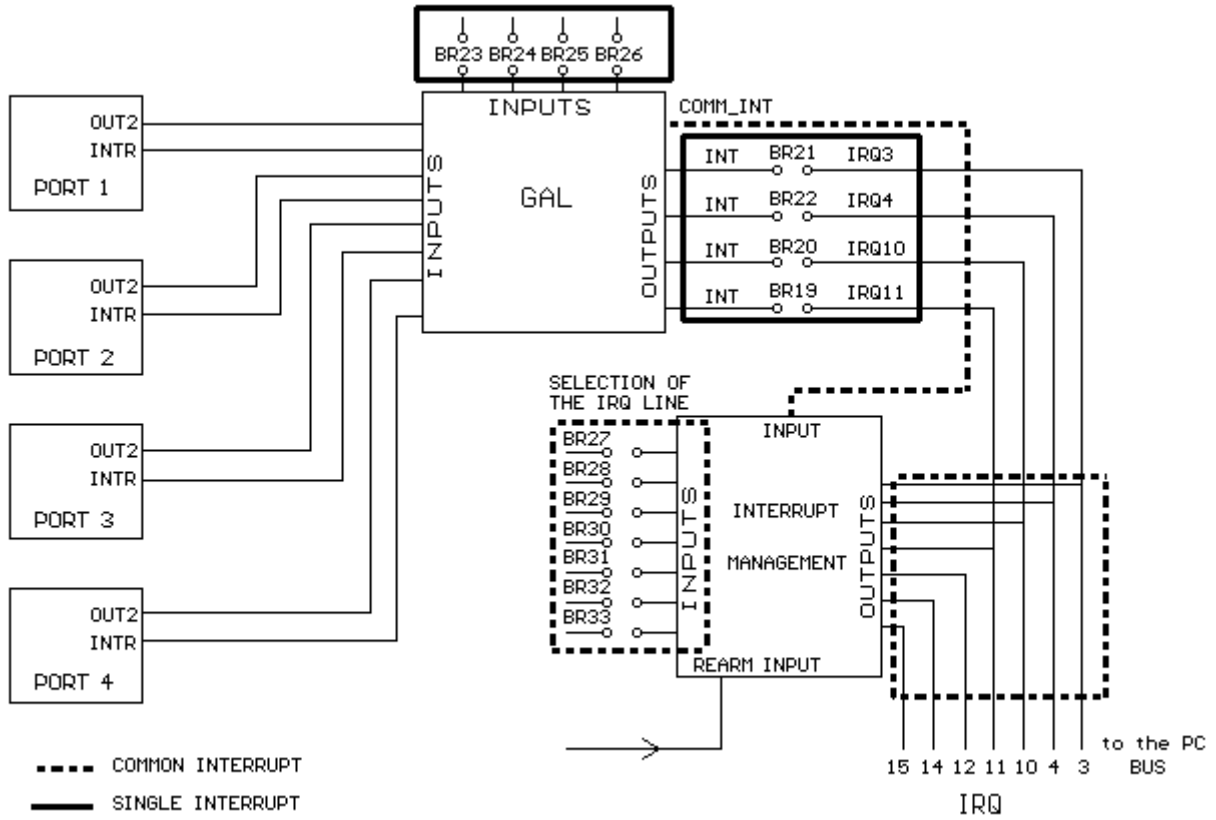 BR23 BR24 BR25 BR26
INPUTS
COMM_INT
OUT2
INTR
PORT 1
INPUTS
GAL
OUTPUTS
INT BR21 IRQ3
INT BR22 IRQ4
INT BR20 IRQ10
INT BR19 IRQ11
OUT2
INTR
PORT 2
OUT2
INTR
PORT 3
OUT2
INTR
PORT 4
SELECTION OF
THE IRQ LINE
BR27
BR28
BR29
BR30
BR31
BR32
BR33
INPUTS
INPUT
INTERRUPT
MANAGEMENT
OUTPUTS
REARM INPUT
to the PC
BUS
15 14 12 11 10 4 3
IRQ
COMMON INTERRUPT
SINGLE INTERRUPT